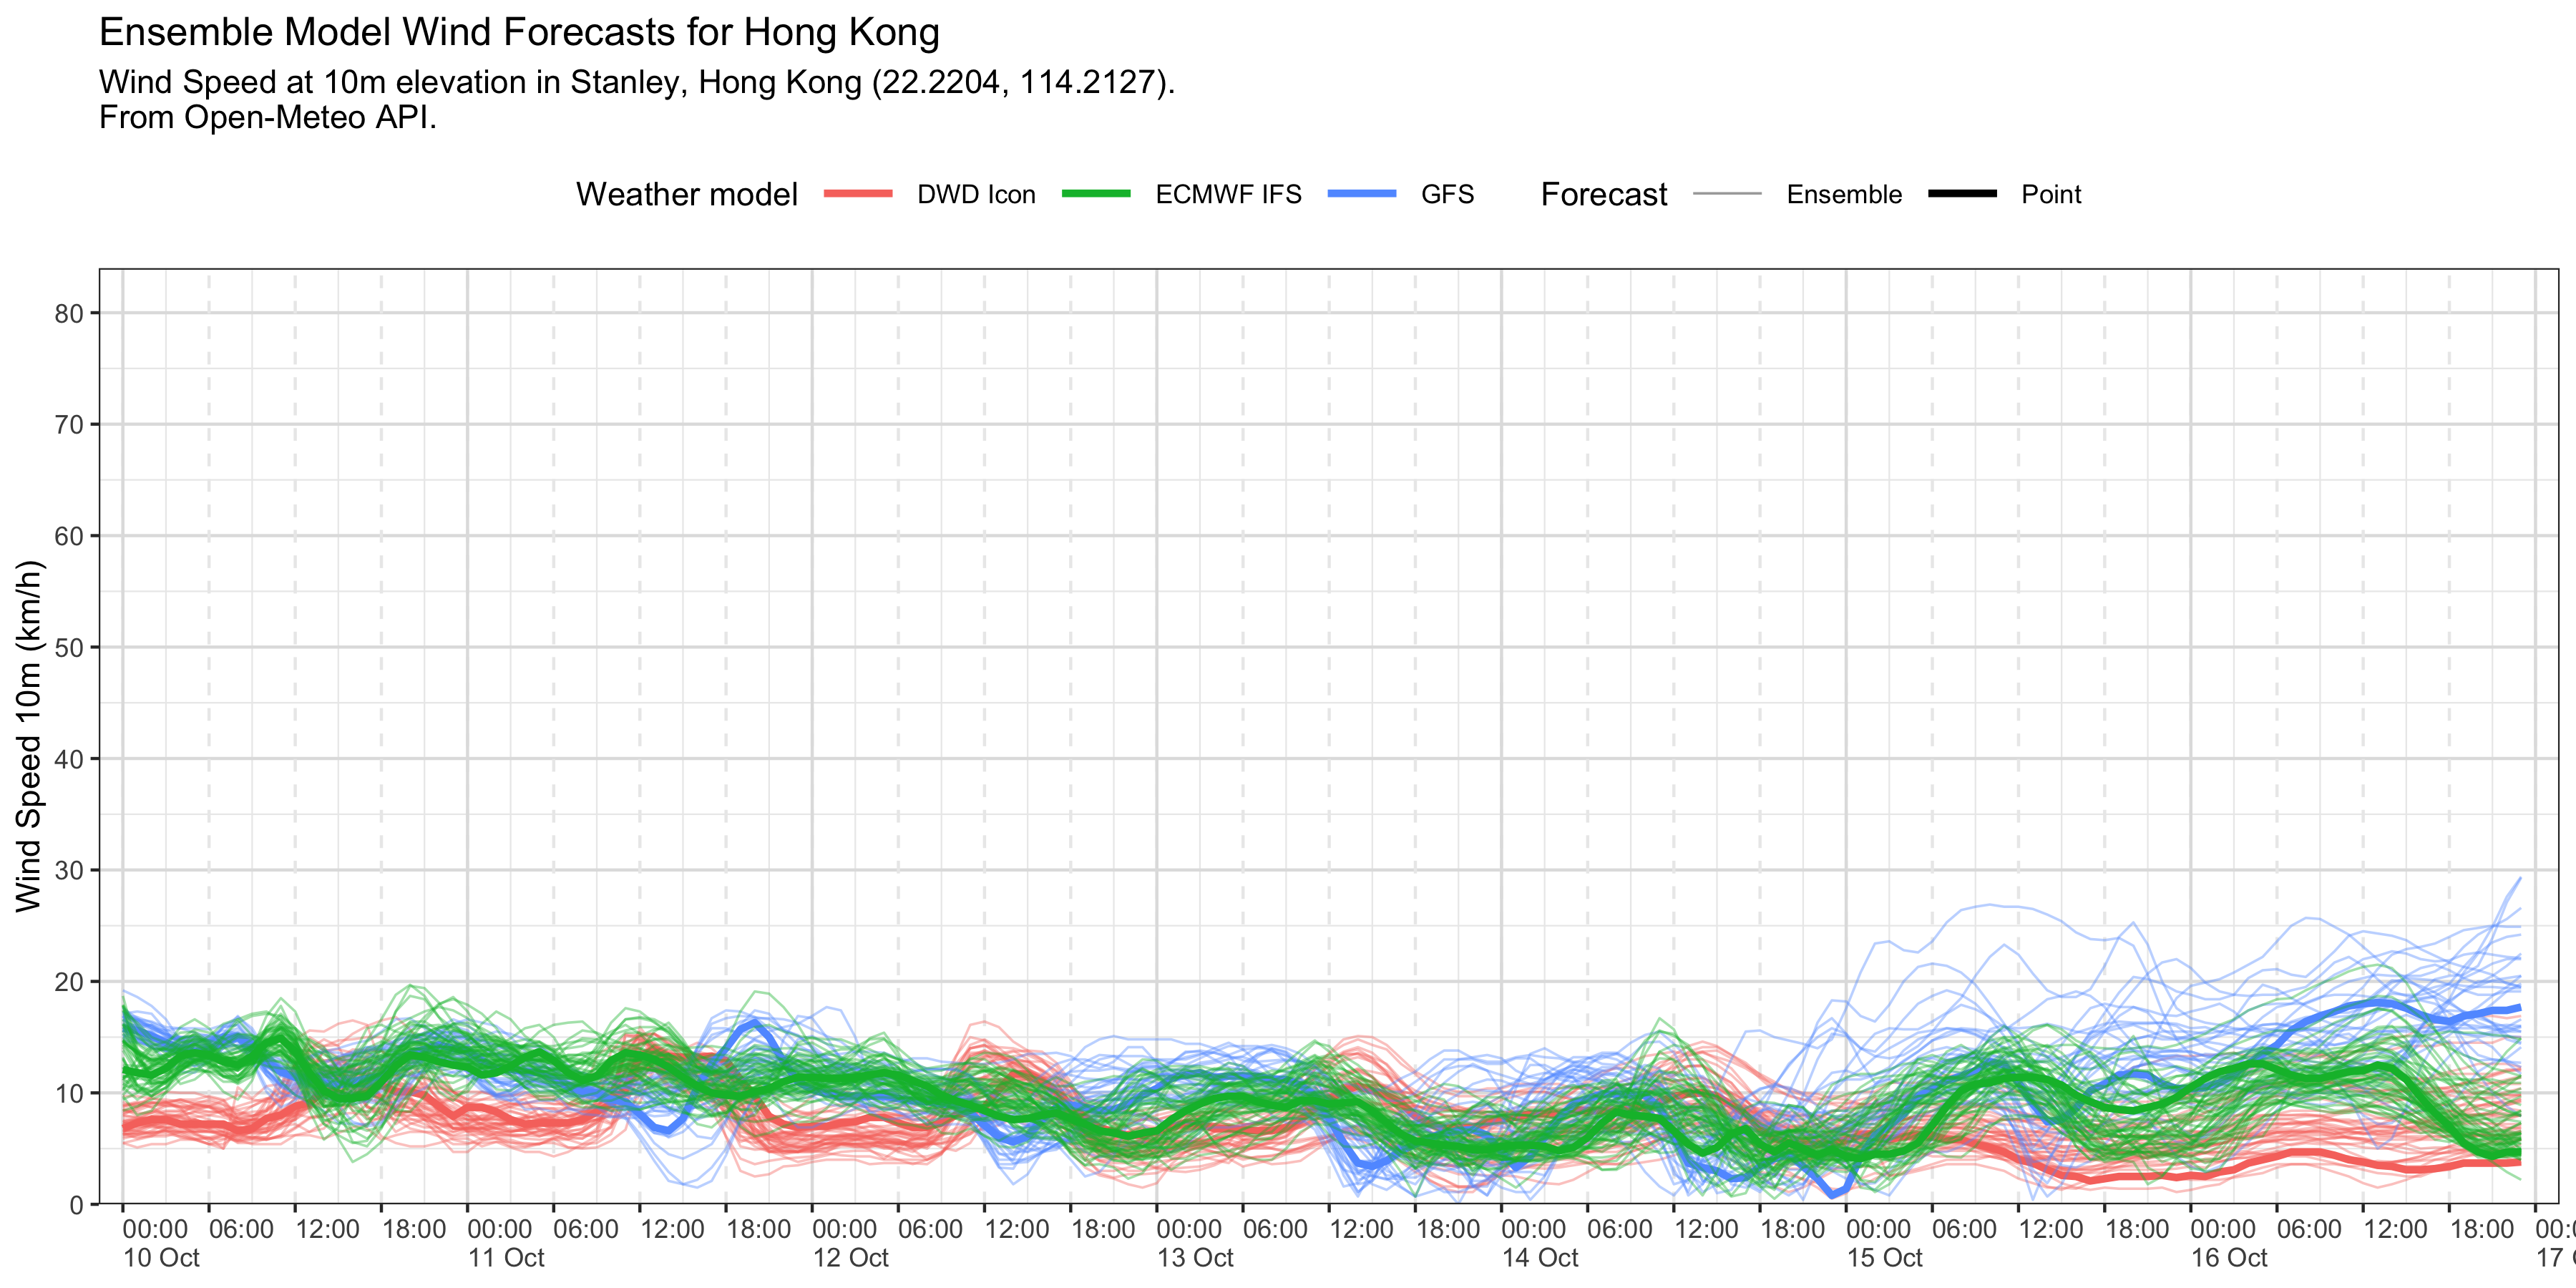 Ensemble Model Wind Forecasts for Hong Kong
Wind Speed at 10m elevation in Stanley, Hong Kong (22.2204, 114.2127).
From Open-Meteo API.
Weather model DWD Icon ECMWF IFS GFS Forecast Ensemble Point
Wind Speed 10m (km/h)
80
70
60
50
40
30
20
10
0
00:00 06:00 12:00 18:00 00:00 06:00 12:00 18:00 00:00 06:00 12:00 18:00 00:00 06:00 12:00 18:00 00:00 06:00 12:00 18:00 00:00 06:00 12:00 18:00 00:00 06:00 12:00 18:00 00:0
10 Oct 11 Oct 12 Oct 13 Oct 14 Oct 15 Oct 16 Oct 17